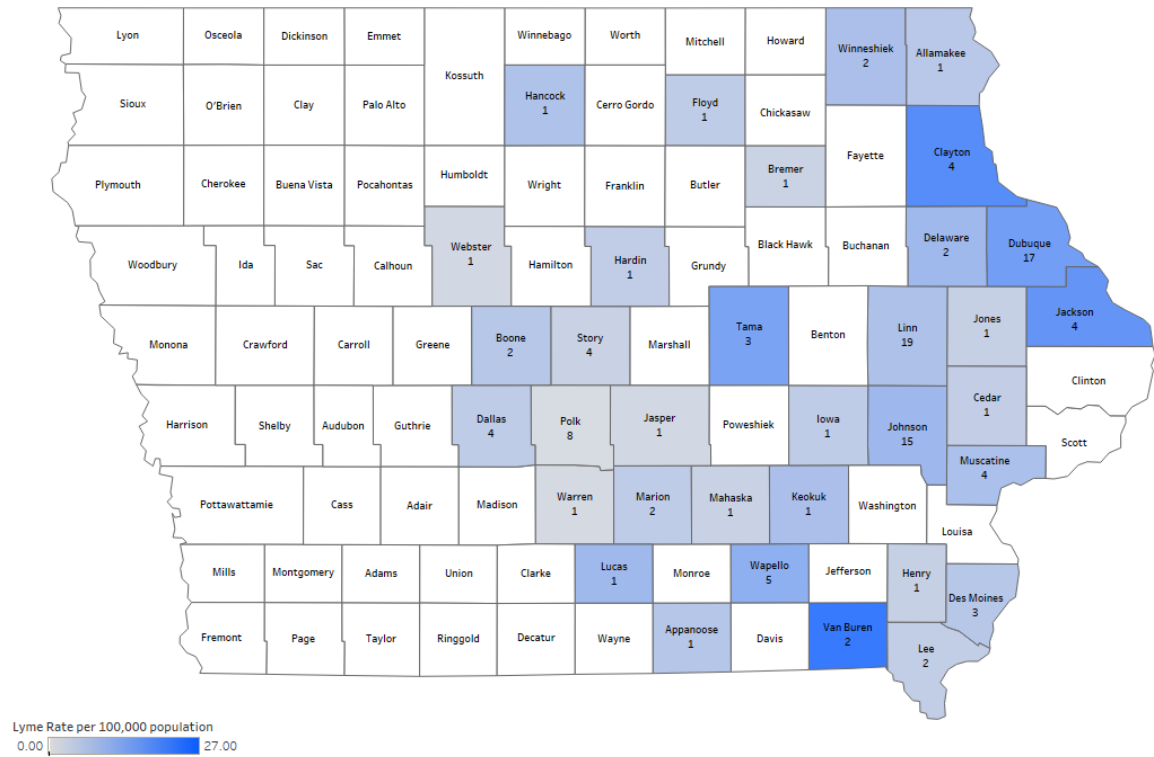 Lyon
Osceola
Dickinson
Emmet
Winnebago
Worth
Mitchell
Howard
Winneshiek
2
Allamakee
1
Kossuth
Sioux
O'Brien
Clay
Palo Alto
Hancock
1
Cerro Gordo
Floyd
1
Chickasaw
Fayette
Clayton
4
Plymouth
Cherokee
Buena Vista
Pocahontas
Humboldt
Wright
Franklin
Butler
Bremer
1
Woodbury
Ida
Sac
Calhoun
Webster
1
Hamilton
Hardin
1
Grundy
Black Hawk
Buchanan
Delaware
2
Dubuque
17
Monona
Crawford
Carroll
Greene
Boone
2
Story
4
Marshall
Tama
3
Benton
Linn
19
Jones
1
Jackson
4
Clinton
Harrison
Shelby
Audubon
Guthrie
Dallas
4
Polk
8
Jasper
1
Poweshiek
Iowa
1
Johnson
15
Cedar
1
Scott
Muscatine
4
Pottawattamie
Cass
Adair
Madison
Warren
1
Marion
2
Mahaska
1
Keokuk
1
Washington
Louisa
Mills
Montgomery
Adams
Union
Clarke
Lucas
1
Monroe
Wapello
5
Jefferson
Henry
1
Des Moines
3
Fremont
Page
Taylor
Ringgold
Decatur
Wayne
Appanoose
1
Davis
Van Buren
2
Lee
2
Lyme Rate per 100,000 population
0.00 27.00